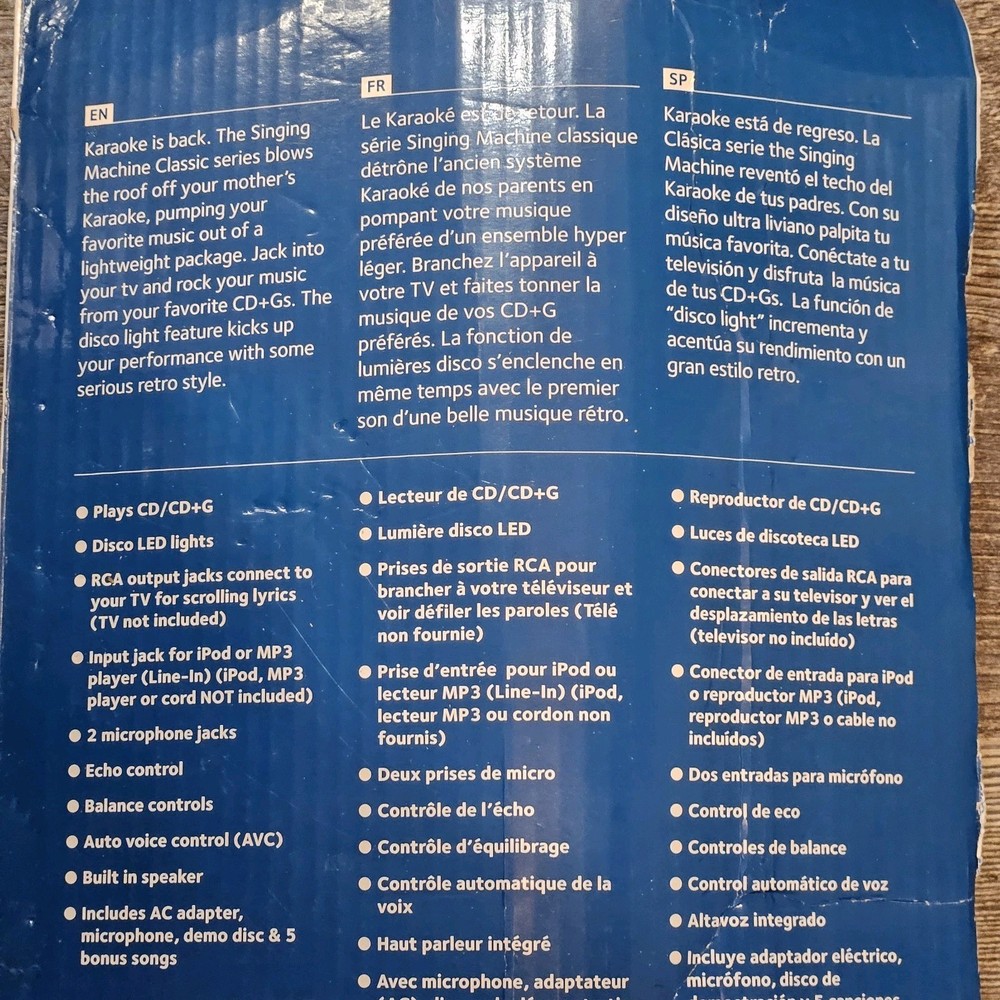 EN
Karaoke is back. The Singing
Machine Classic series blows
the roof off your mother's
Karaoke, pumping your
favorite music out of a
lightweight package. Jack into
your tv and rock your music
from your favorite CD+Gs. The
disco light feature kicks up
your performance with some
serious retro style.
FR
Le Karaoké est de retour. La
série Singing Machine classique
détrône l'ancien système
Karaoké de nos parents en
pompant votre musique
préférée d'un ensemble hyper
léger. Branchez l'appareil à
votre TV et faites tonner la
musique de vos CD+G
préférés. La fonction de
lumières disco s'enclenche en
même temps avec le premier
son d'une belle musique rétro.
SP
Karaoke está de regreso. La
Clásica serie the Singing
Machine reventó el techo del
Karaoke de tus padres. Con su
diseño ultra liviano palpita tu
música favorita. Conéctate a tu
televisión y disfruta la música
de tus CD+Gs. La función de
"disco light" incrementa y
acentúa su rendimiento con un
gran estilo retro.
● Plays CD/CD+G
● Disco LED lights
● RCA output jacks connect to
your TV for scrolling lyrics
(TV not included)
● Input jack for iPod or MP3
player (Line-In) (iPod, MP3
player or cord NOT included)
● 2 microphone jacks
● Echo control
● Balance controls
● Auto voice control (AVC)
● Built in speaker
● Includes AC adapter,
microphone, demo disc & 5
bonus songs
● Lecteur de CD/CD+G
● Lumière disco LED
● Prises de sortie RCA pour
brancher à votre téléviseur et
voir défiler les paroles (Télé
non fournie)
● Prise d'entrée pour iPod ou
lecteur MP3 (Line-In) (iPod,
lecteur MP3 ou cordon non
fournis)
● Deux prises de micro
● Contrôle de l'écho
● Contrôle d'équilibrage
● Contrôle automatique de la
voix
● Haut parleur intégré
● Avec microphone, adaptateur
● Reproductor de CD/CD+G
● Luces de discoteca LED
● Conectores de salida RCA para
conectar a su televisor y ver el
desplazamiento de las letras
(televisor no incluído)
● Conector de entrada para iPod
o reproductor MP3 (iPod,
reproductor MP3 o cable no
incluídos)
● Dos entradas para micrófono
● Control de eco
● Controles de balance
● Control automático de voz
● Altavoz integrado
● Incluye adaptador eléctrico,
micrófono, disco de